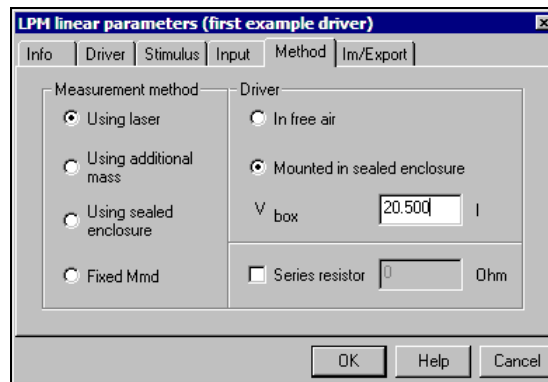 LPM linear parameters (first example driver)
Info Driver Stimulus Input Method Im/Export
Measurement method
Using laser
Using additional
mass
Using sealed
enclosure
Fixed Mmd
Driver
In free air
Mounted in sealed enclosure
V box 20.500 l
Series resistor 0 Ohm
OK Help Cancel